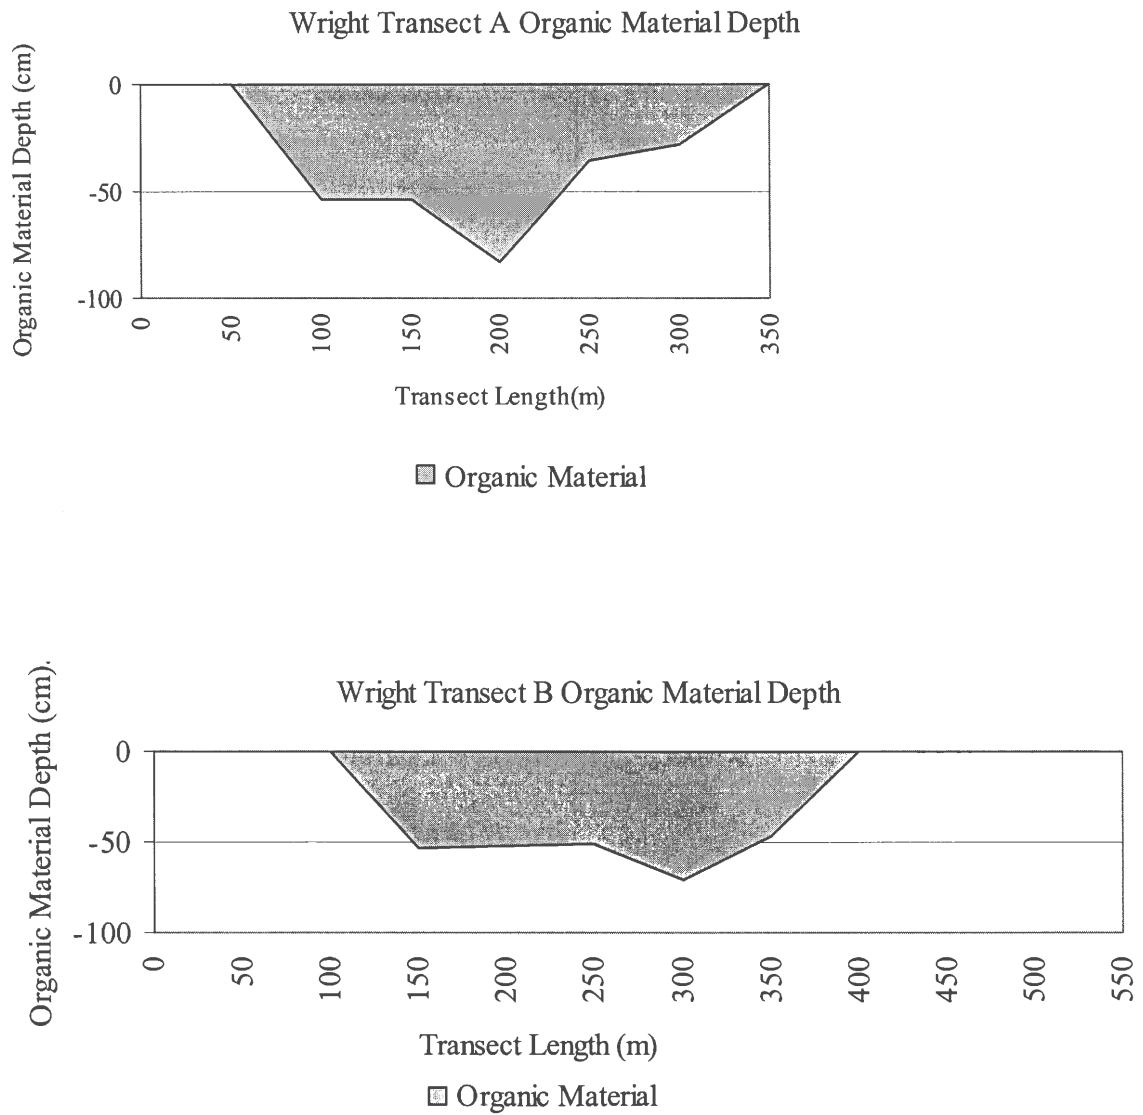 Wright Transect A Organic Material Depth
Organic Material Depth (cm)
0
-50
-100
0 50 100 150 200 250 300 350
Transect Length(m)
Organic Material
Wright Transect B Organic Material Depth
Organic Material Depth (cm).
0
-50
-100
0 50 100 150 200 250 300 350 400 450 500 550
Transect Length (m)
Organic Material